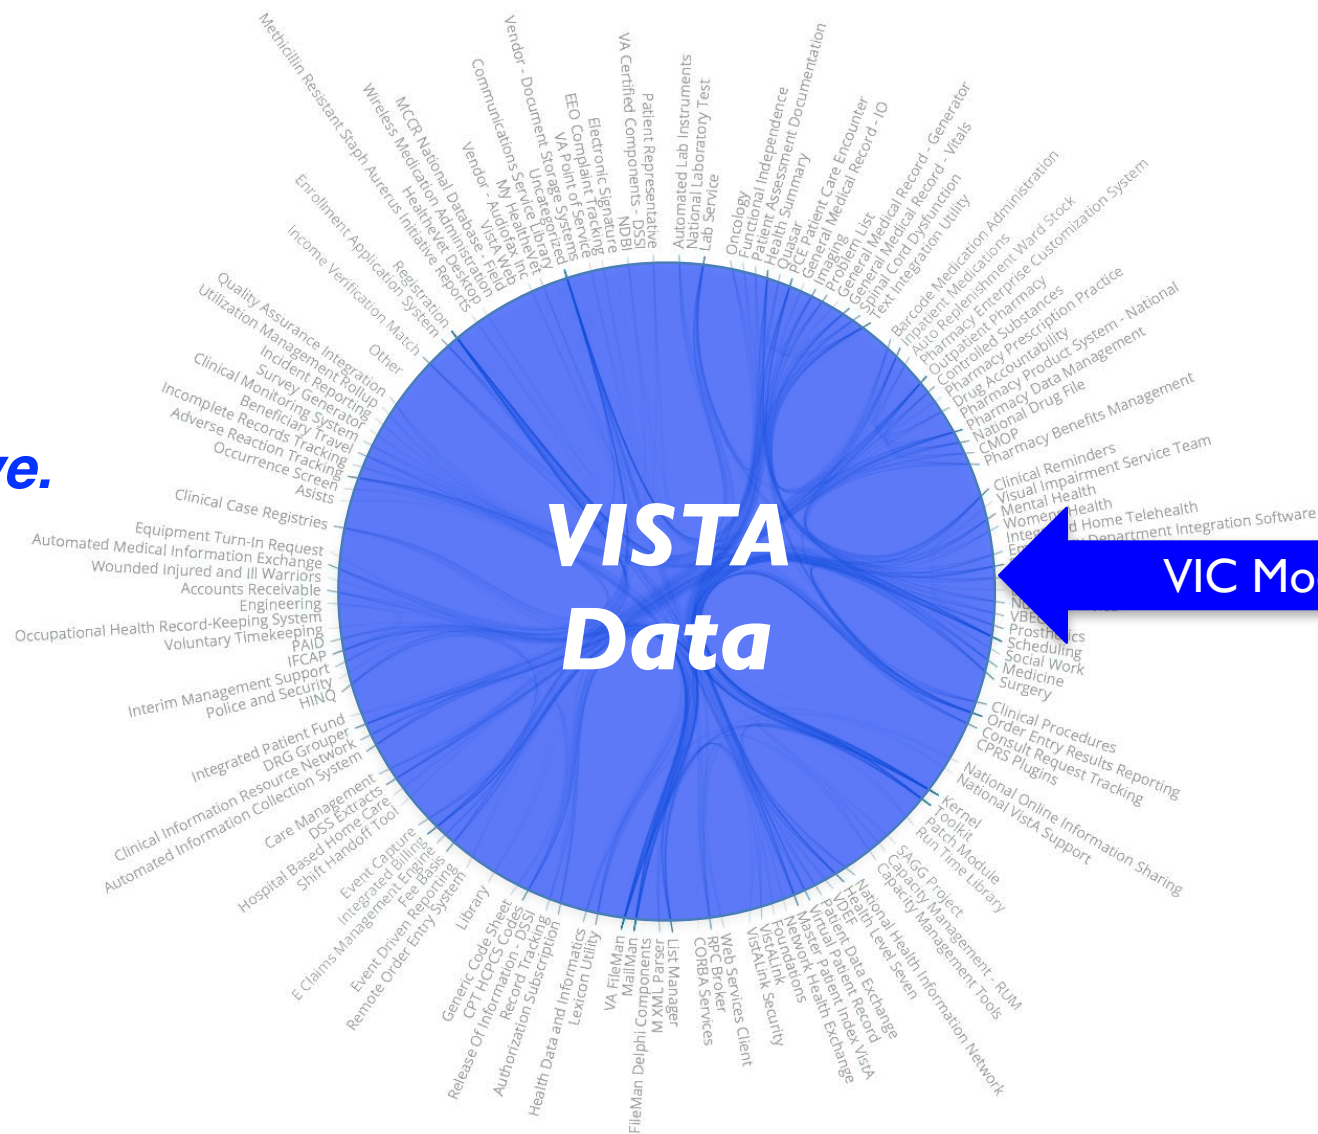 VISTA
Data
ve.
VIC Mo
Automated Lab Instruments
National Laboratory Test
Lab Service
Oncology
Functional Independence
Patient Assessment Documentation
Health Summary
Quasar
PCE Patient Care Encounter
General Medical Record - IO
Imaging
Problem List
General Medical Record - Generator
General Medical Record - Vitals
Spinal Cord Dysfunction
Text Integration Utility
Barcode Medication Administration
Inpatient Medications
Auto Replenishment Ward Stock
Pharmacy Enterprise Customization System
Outpatient Pharmacy
Controlled Substances
Pharmacy Prescription Practice
Drug Accountability
Pharmacy Product System - National
Pharmacy Data Management
National Drug File
CMOP
Pharmacy Benefits Management
Clinical Reminders
Visual Impairment Service Team
Mental Health
Womens Health
Home Telehealth
Department Integration Software
Prosthetics
Scheduling
Social Work
Medicine
Surgery
Clinical Procedures
Order Entry Results Reporting
Consult Request Tracking
CPRS Plugins
National Online Information Sharing
National VistA Support
Kernel
Toolkit
Patch Module
Run Time Library
SAGG Project
Capacity Management - RUM
Capacity Management Tools
National Health Information Network
Health Level Seven
VDEF
Patient Data Exchange
Virtual Patient Record
Master Patient Index VistA
Network Health Exchange
Foundations
VistALink
VistALink Security
Web Services Client
RPC Broker
CORBA Services
List Manager
M XML Parser
FileMan Delphi Components
MailMan
VA FileMan
Lexicon Utility
Health Data and Informatics
Authorization Subscription
Record Tracking
Release Of Information - DSSI
CPT HCPCS Codes
Generic Code Sheet
Library
Remote Order Entry System
Event Driven Reporting
Fee Basis
E Claims Management Engine
Integrated Billing
Event Capture
Shift Handoff Tool
Hospital Based Home Care
DSS Extracts
Care Management
Automated Information Collection System
Clinical Information Resource Network
DRG Grouper
Integrated Patient Fund
HINQ
Police and Security
Interim Management Support
IFCAP
PAID
Voluntary Timekeeping
Occupational Health Record-Keeping System
Engineering
Accounts Receivable
Wounded Injured and Ill Warriors
Automated Medical Information Exchange
Equipment Turn-In Request
Clinical Case Registries
Asists
Occurrence Screen
Adverse Reaction Tracking
Incomplete Records Tracking
Beneficiary Travel
Clinical Monitoring System
Survey Generator
Incident Reporting
Utilization Management Rollup
Quality Assurance Integration
Other
Income Verification Match
Enrollment Application System
Registration
Methicillin Resistant Staph Aurerus Initiative Reports
HealtheVet Desktop
Wireless Medication Administration
MCCR National Database - Field
VistA Web
Vendor - Audiofax Inc
My HealtheVet
Communications Service Library
Uncategorized
Vendor - Document Storage Systems
VA Point of Service
EEO Complaint Tracking
Electronic Signature
NDBI
VA Certified Components - DSSI
Patient Representative